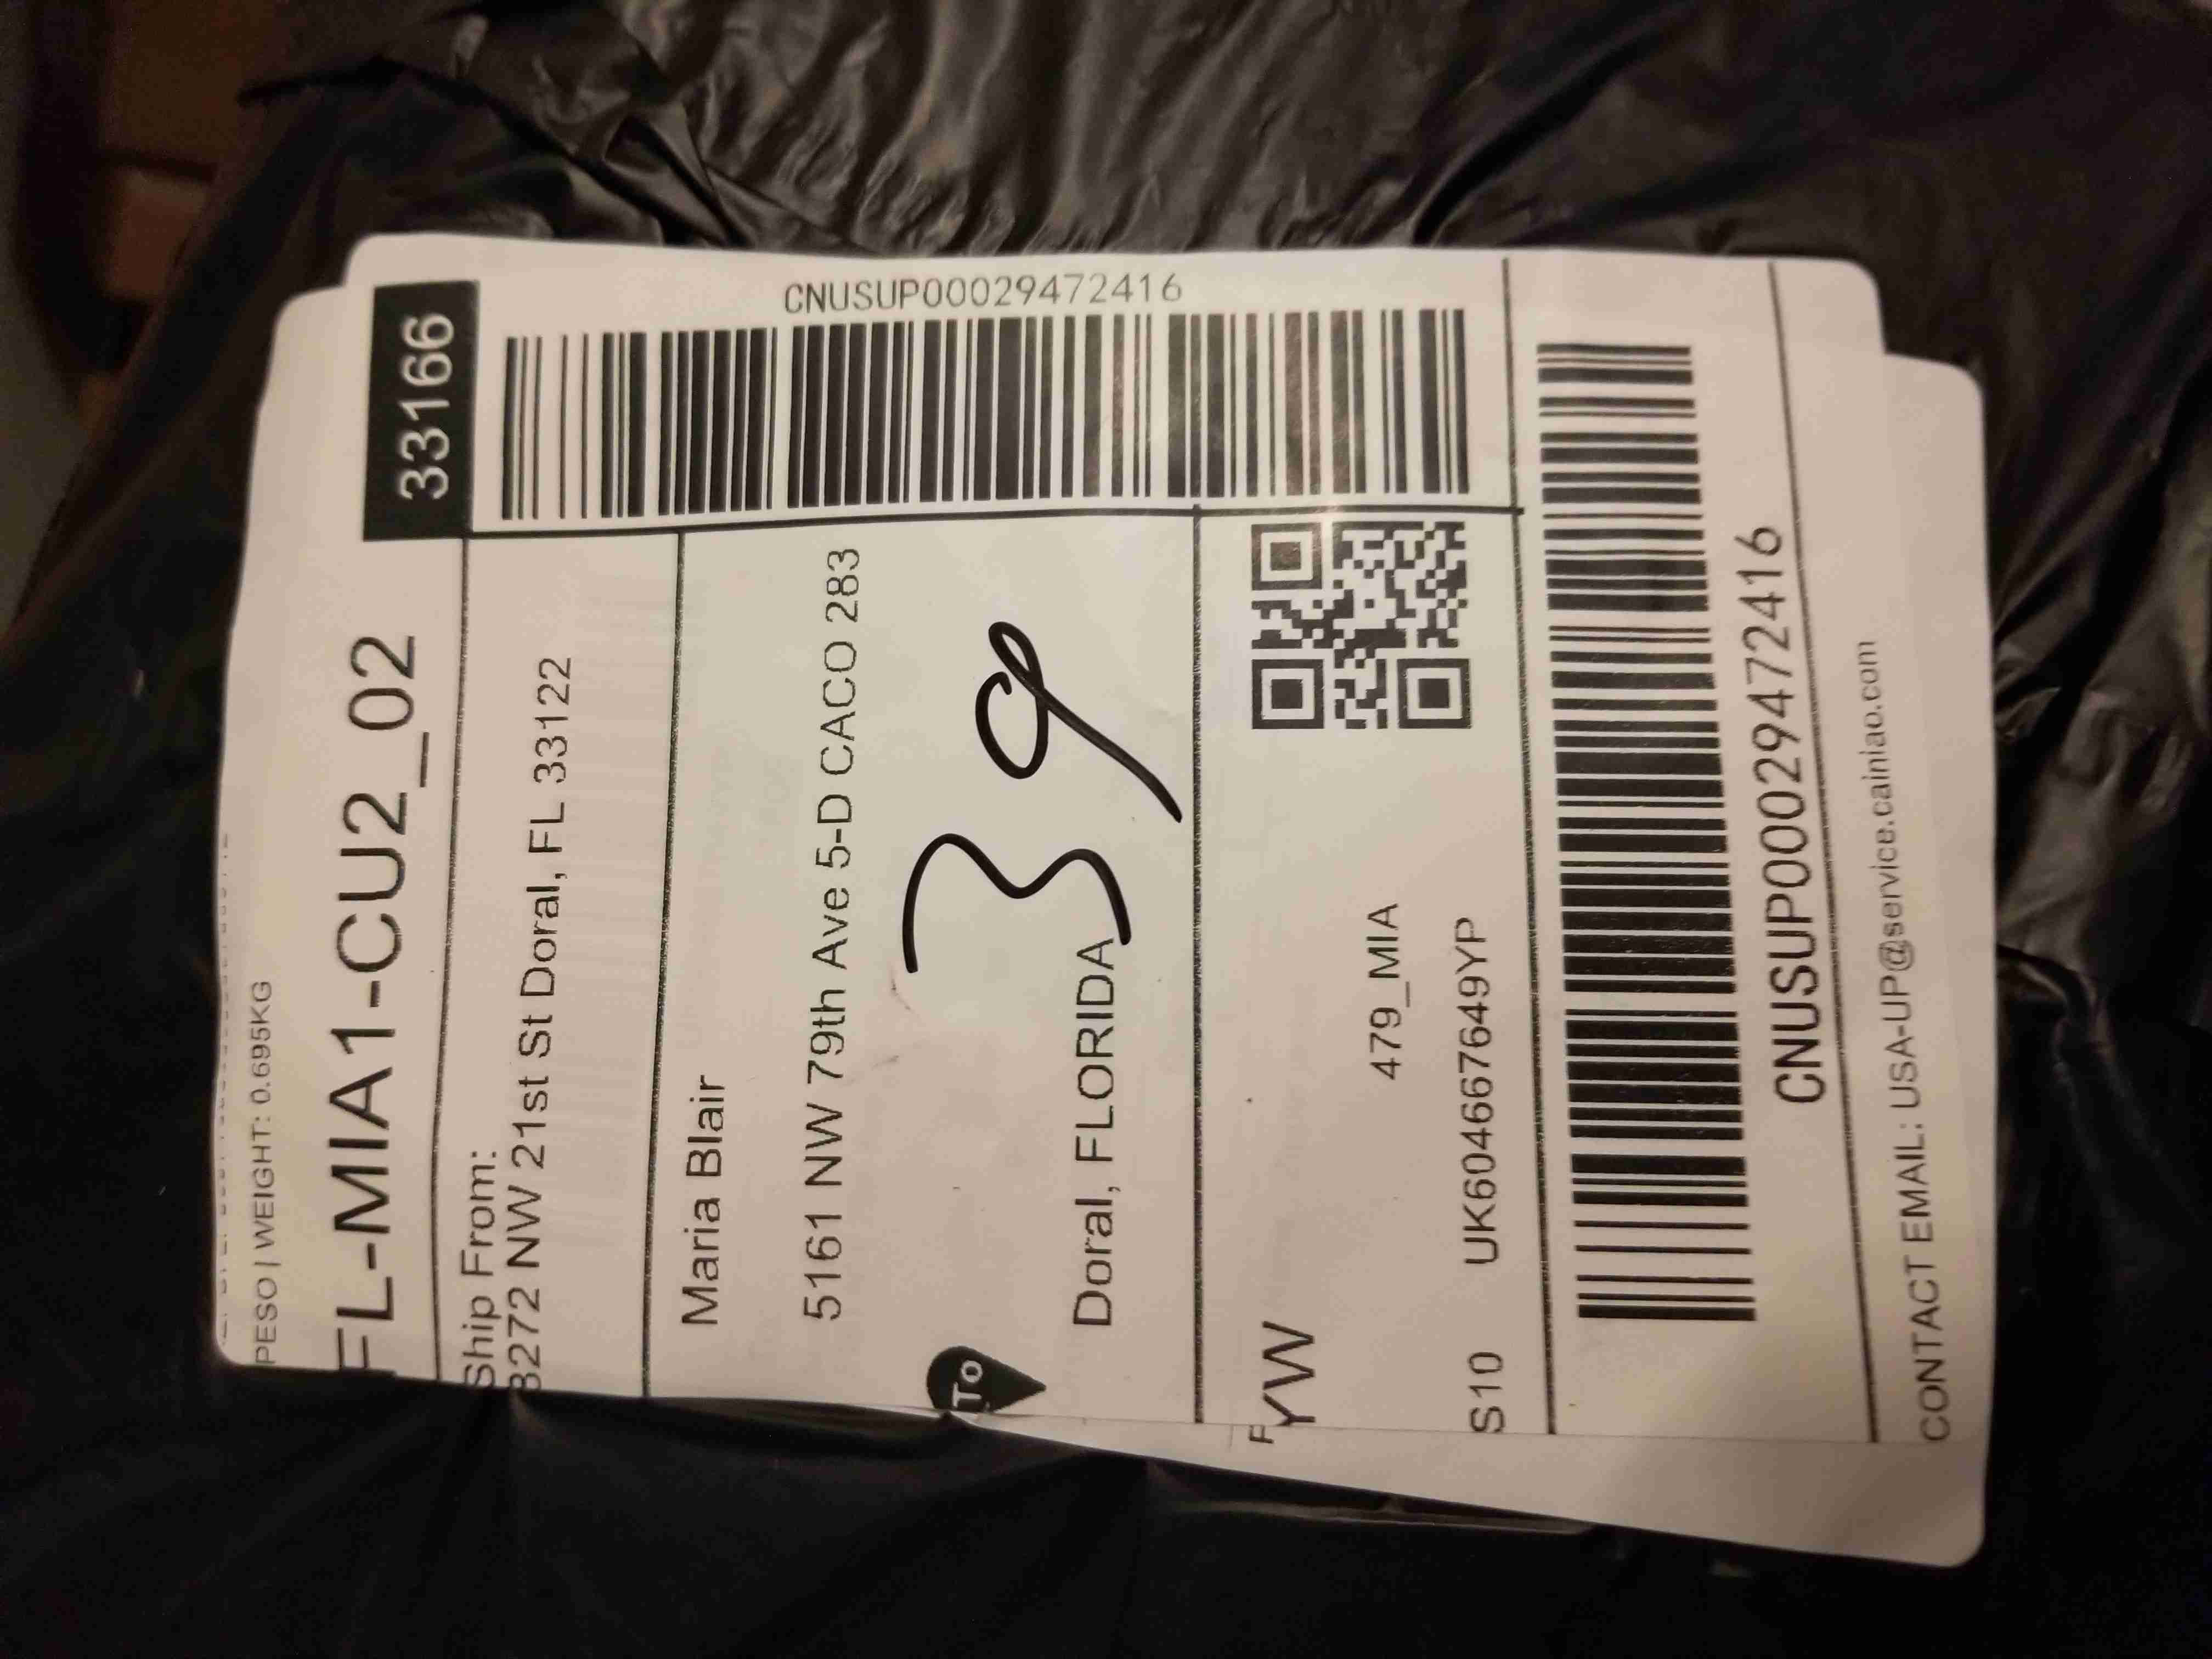 PESO | WEIGHT: 0.695KG
FL-MIA1-CU2_02
33166
Ship From:
8272 NW 21st St Doral, FL 33122
CNUSUP00029472416
Maria Blair
5161 NW 79th Ave 5-D CACO 283
39
To
Doral, FLORIDA
F
YW
479_MIA
S10 UK604667649YP
CNUSUP00029472416
CONTACT EMAIL: USA-UP@service.cainiao.com